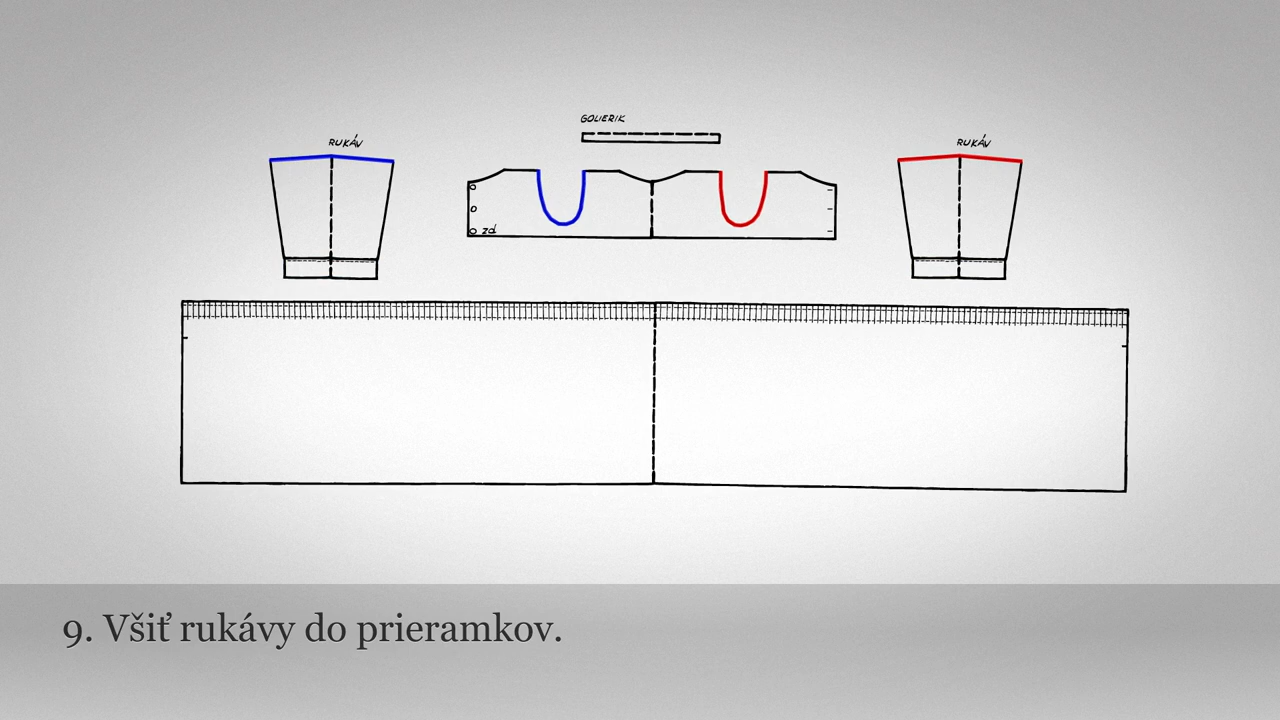 GOLIERIK
RUKÁV
RUKÁV
zd
9. Všiť rukávy do prieramkov.